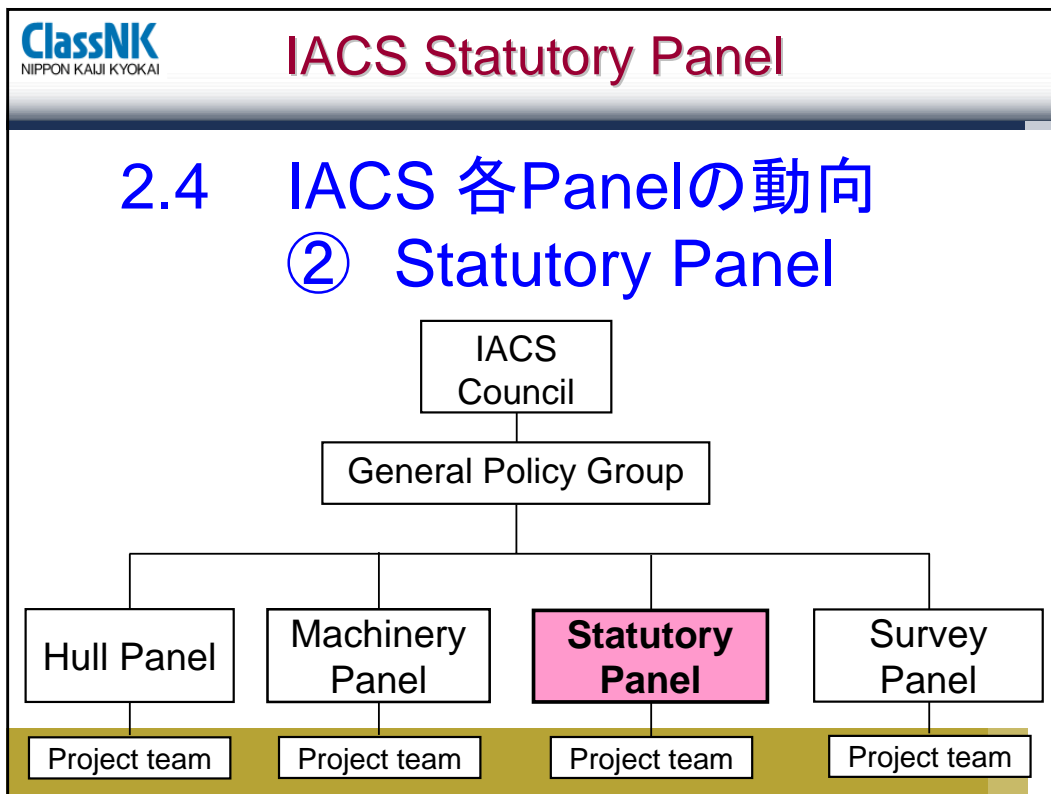 ClassNK
NIPPON KAIJI KYOKAI
IACS Statutory Panel
2.4 IACS 各Panelの動向
② Statutory Panel
IACS
Council
General Policy Group
Hull Panel
Machinery
Panel
Statutory
Panel
Survey
Panel
Project team
Project team
Project team
Project team